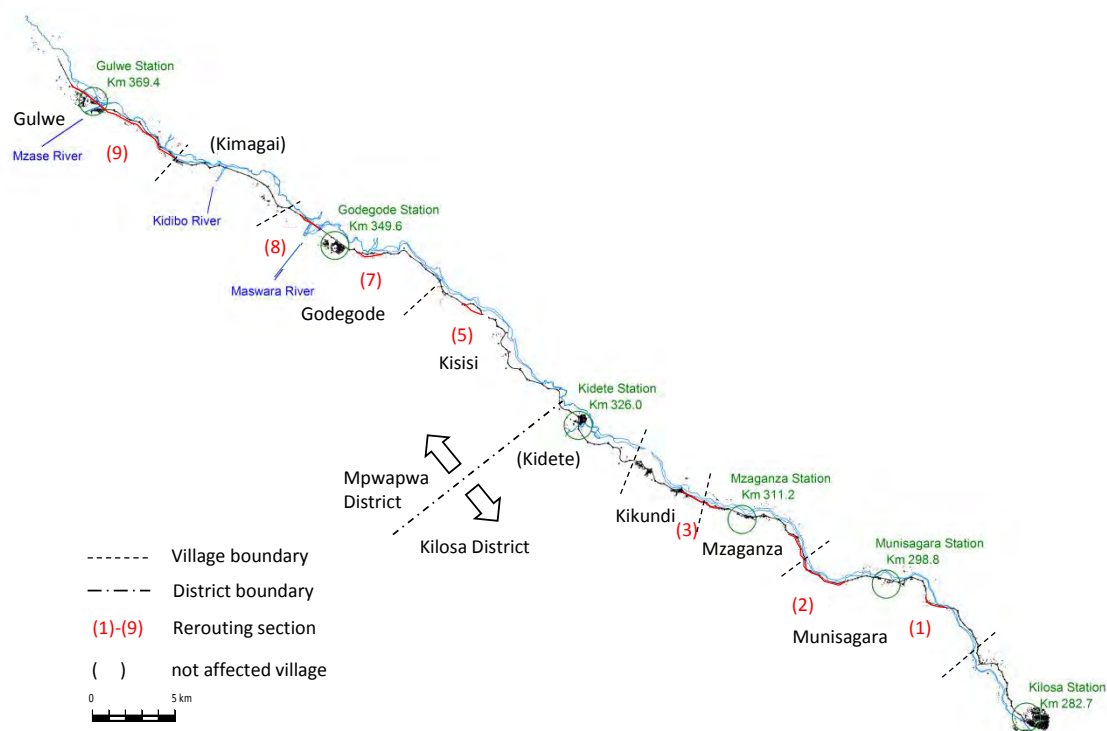 Gulwe Station
Km 369.4
Gulwe
Mzase River
(9)
(Kimagai)
Kidibo River
Godegode Station
Km 349.6
(8)
(7)
Maswara River
Godegode
(5)
Kisisi
Kidete Station
Km 326.0
(Kidete)
Mpwapwa
District
Kilosa District
Mzaganza Station
Km 311.2
Kikundi
(3)
Mzaganza
Munisagara Station
Km 298.8
(2)
(1)
Munisagara
Kilosa Station
Km 282.7
Village boundary
District boundary
(1)-(9) Rerouting section
( ) not affected village
0 5 km